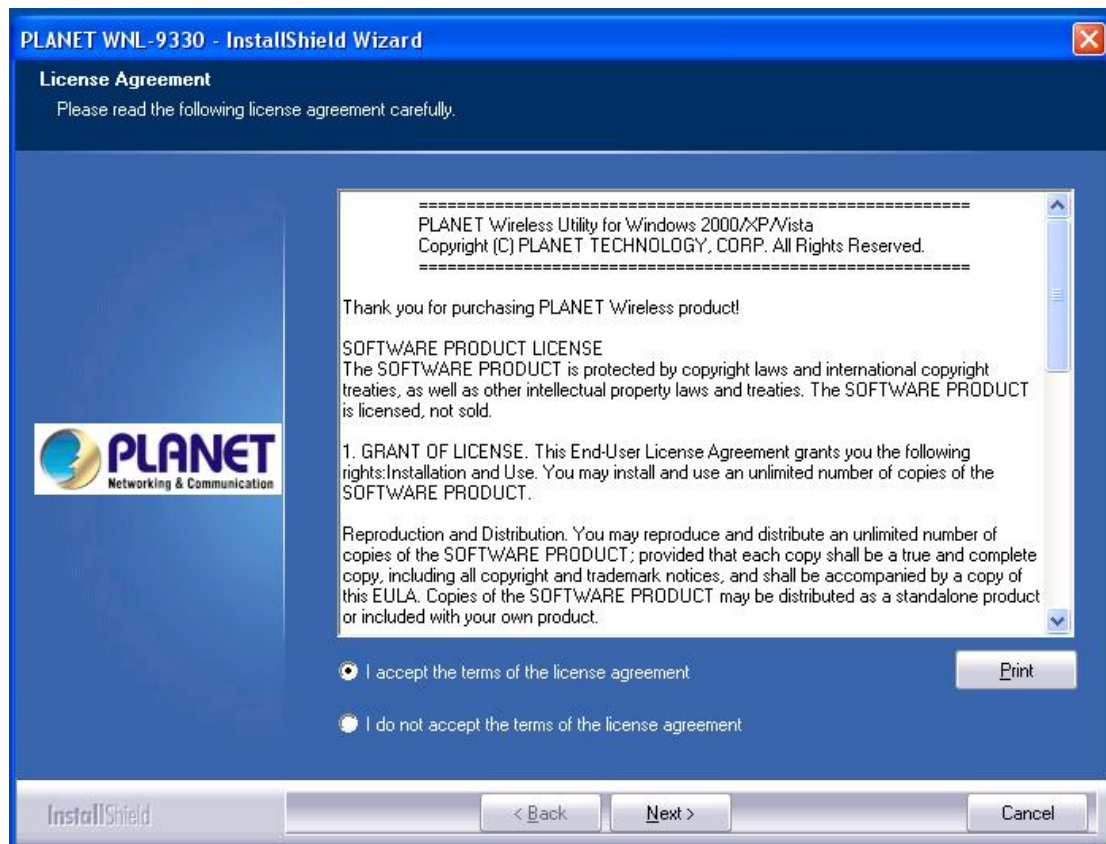 PLANET WNL-9330 - InstallShield Wizard
License Agreement
Please read the following license agreement carefully.
==========================================================
PLANET Wireless Utility for Windows 2000/XP/Vista
Copyright (C) PLANET TECHNOLOGY, CORP. All Rights Reserved.
==========================================================
Thank you for purchasing PLANET Wireless product!
SOFTWARE PRODUCT LICENSE
The SOFTWARE PRODUCT is protected by copyright laws and international copyright
treaties, as well as other intellectual property laws and treaties. The SOFTWARE PRODUCT
is licensed, not sold.
1. GRANT OF LICENSE. This End-User License Agreement grants you the following
rights:Installation and Use. You may install and use an unlimited number of copies of the
SOFTWARE PRODUCT.
Reproduction and Distribution. You may reproduce and distribute an unlimited number of
copies of the SOFTWARE PRODUCT; provided that each copy shall be a true and complete
copy, including all copyright and trademark notices, and shall be accompanied by a copy of
this EULA. Copies of the SOFTWARE PRODUCT may be distributed as a standalone product
or included with your own product.
PLANET
Networking & Communication
I accept the terms of the license agreement
Print
I do not accept the terms of the license agreement
InstallShield
< Back
Next >
Cancel